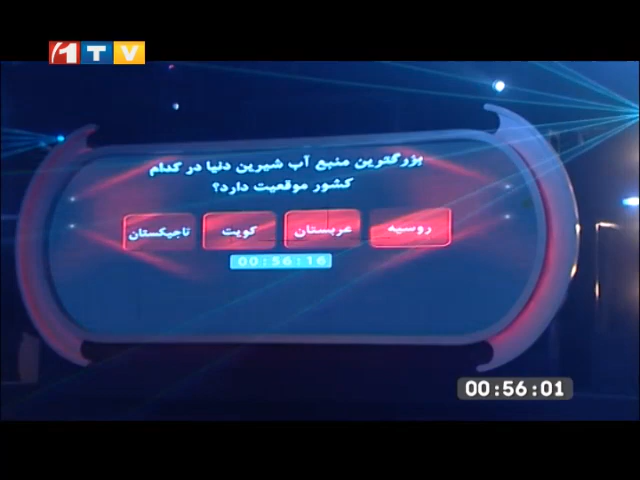 1TV
بزرگترین منبع آب شیرین دنیا در کدام
کشور موقعیت دارد؟
روسیه
عربستان
کویت
تاجیکستان
00:56:16
00:56:01